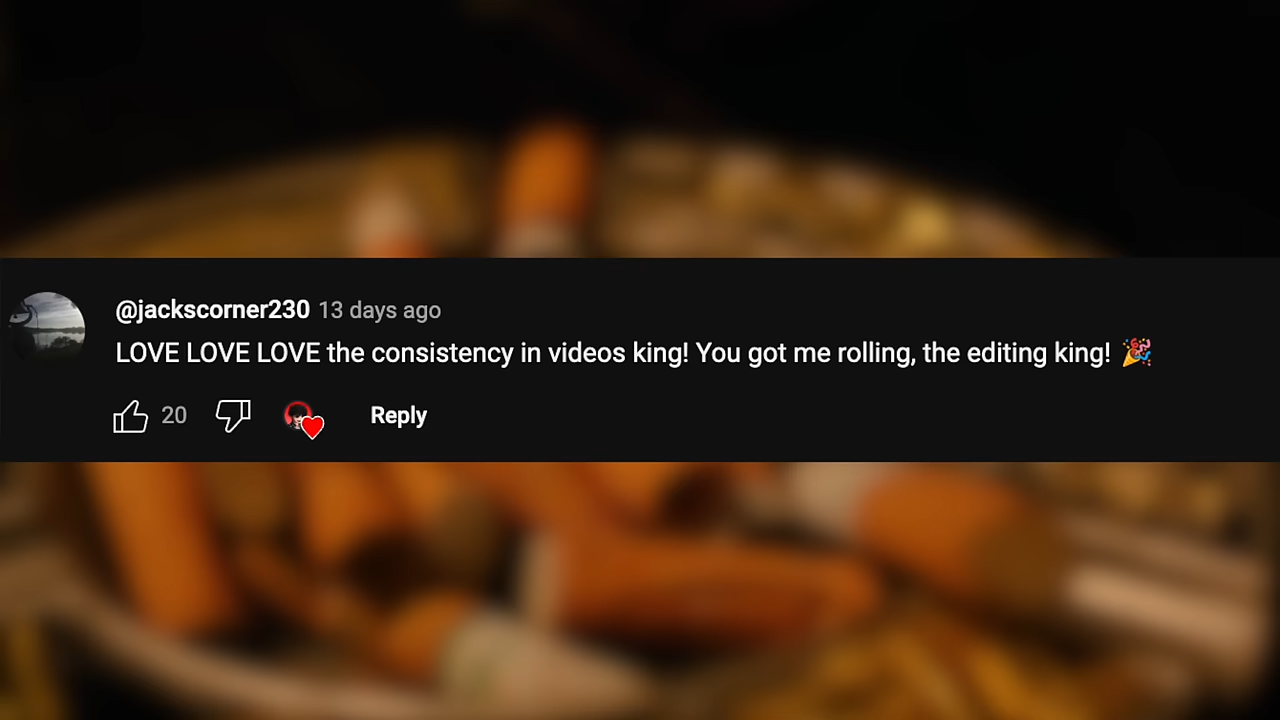 @jackscorner230 13 days ago
LOVE LOVE LOVE the consistency in videos king! You got me rolling, the editing king! 🎉
20 Reply